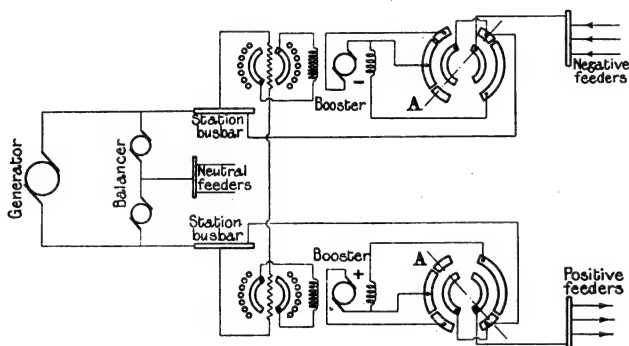 Negative
feeders
Booster
−
A
Station
busbar
Generator
Balancer
Neutral
feeders
Station
busbar
Booster
+
A
Positive
feeders